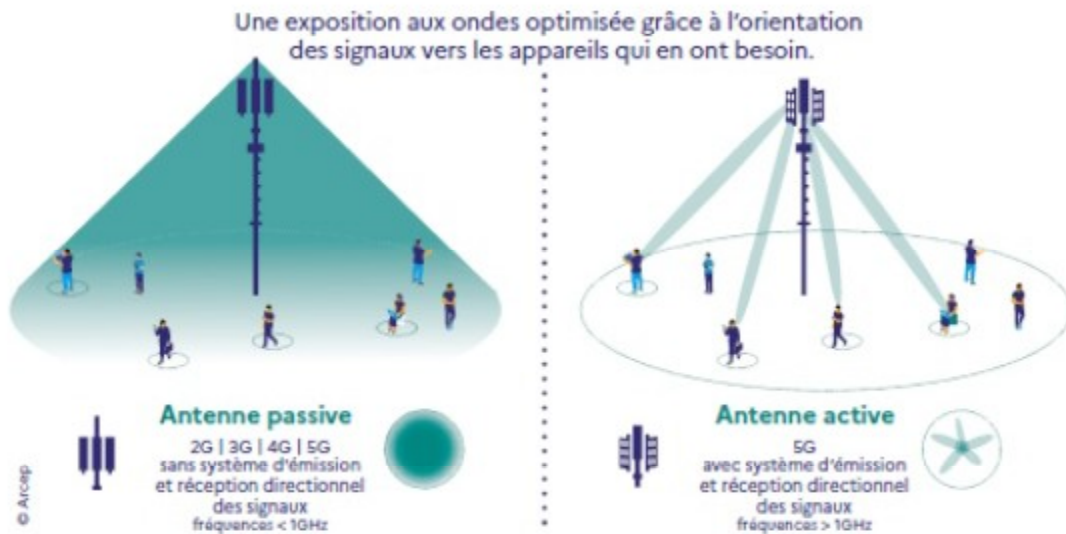 Une exposition aux ondes optimisée grâce à l'orientation
des signaux vers les appareils qui en ont besoin.
Antenne passive
2G | 3G | 4G | 5G
sans système d'émission
et réception directionnel
des signaux
fréquences < 1GHz
© Arcep
Antenne active
5G
avec système d'émission
et réception directionnel
des signaux
fréquences > 1GHz